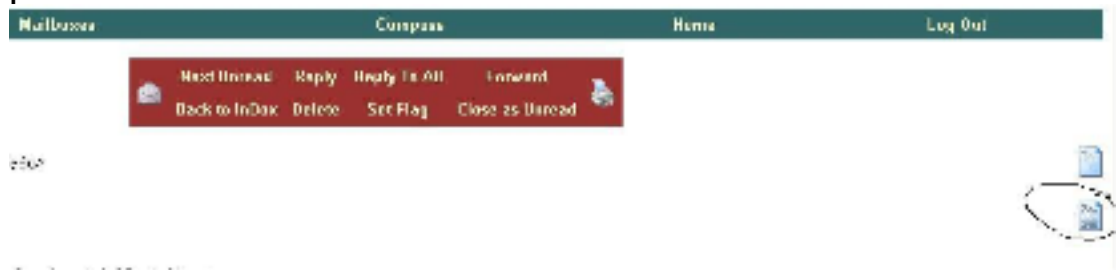 Mailboxes Compass Home Log Out
Next Unread Reply Reply To All Forward
Back to InBox Delete Set Flag Close as Unread